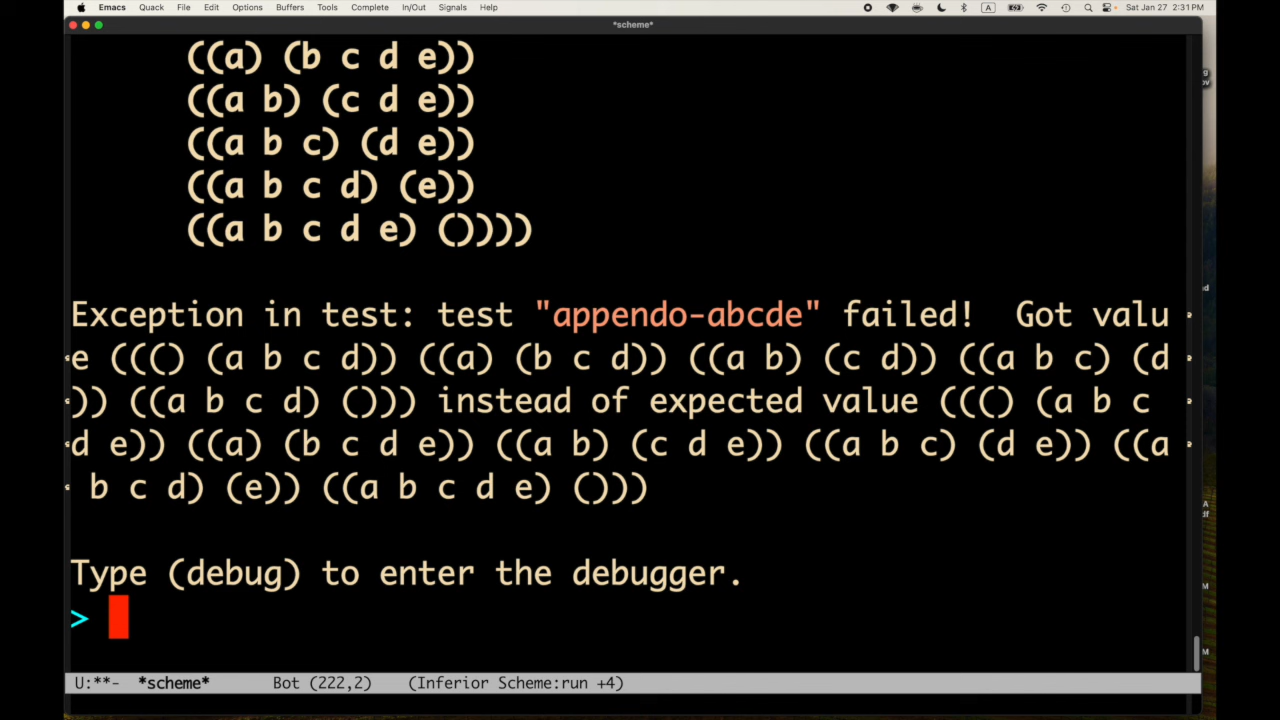 Emacs Quack File Edit Options Buffers Tools Complete In/Out Signals Help A Sat Jan 27 2:31 PM
*scheme*
((a) (b c d e))
((a b) (c d e))
((a b c) (d e))
((a b c d) (e))
((a b c d e) ())))
Exception in test: test "appendo-abcde" failed! Got valu
e ((() (a b c d)) ((a) (b c d)) ((a b) (c d)) ((a b c) (d
)) ((a b c d) ())) instead of expected value ((() (a b c
d e)) ((a) (b c d e)) ((a b) (c d e)) ((a b c) (d e)) ((a
b c d) (e)) ((a b c d e) ()))
Type (debug) to enter the debugger.
>
U:**- *scheme* Bot (222,2) (Inferior Scheme:run +4)